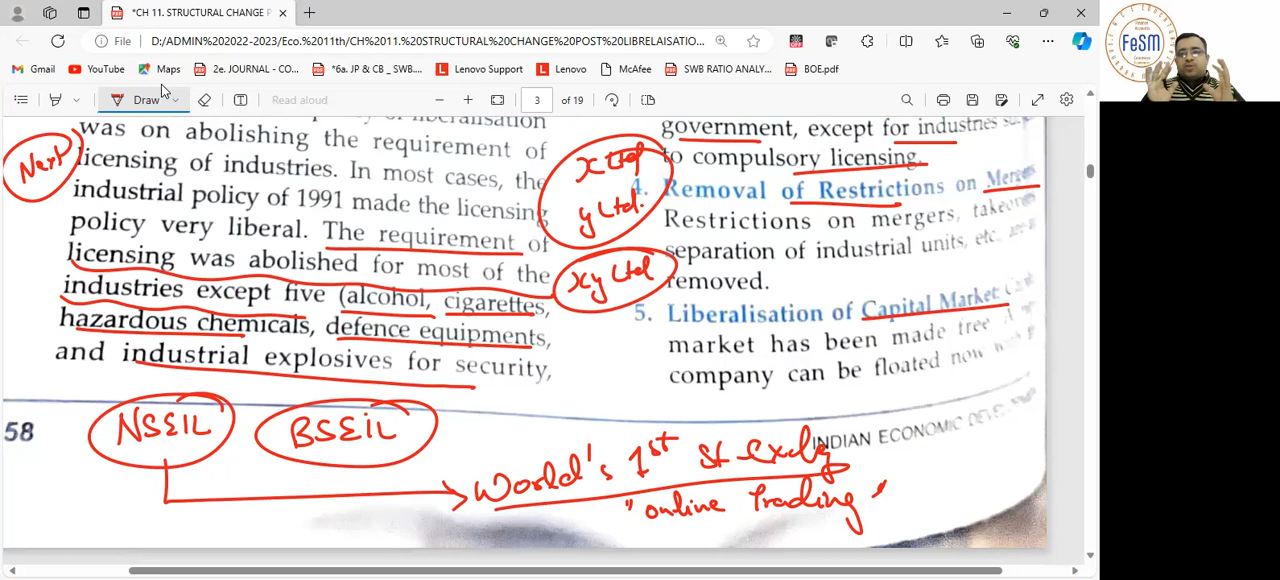 *CH 11. STRUCTURAL CHANGE P
File
D:/ADMIN%202022-2023/Eco.%2011th/CH%2011.%20STRUCTURAL%20CHANGE%20POST%20LIBRELAISATIO...
Gmail
YouTube
Maps
2e. JOURNAL - CO...
*6a. JP & CB _ SWB...
Lenovo Support
Lenovo
McAfee
SWB RATIO ANALY...
BOE.pdf
Draw
Read aloud
3 of 19
FeSM
was on abolishing the requirement of
licensing of industries. In most cases, the
industrial policy of 1991 made the licensing
policy very liberal. The requirement of
licensing was abolished for most of the
industries except five (alcohol, cigarettes,
hazardous chemicals, defence equipments,
and industrial explosives for security,
Next
X Ltd
Y Ltd.
XY Ltd
government, except for industries
to compulsory licensing.
4. Removal of Restrictions on
Restrictions on mergers,
separation of industrial units, etc.
removed.
5. Liberalisation of Capital Market
market has been made free
company can be floated now
58
INDIAN ECONOMIC
NSEIL
BSEIL
World's 1st St. Exchg
"online Trading"